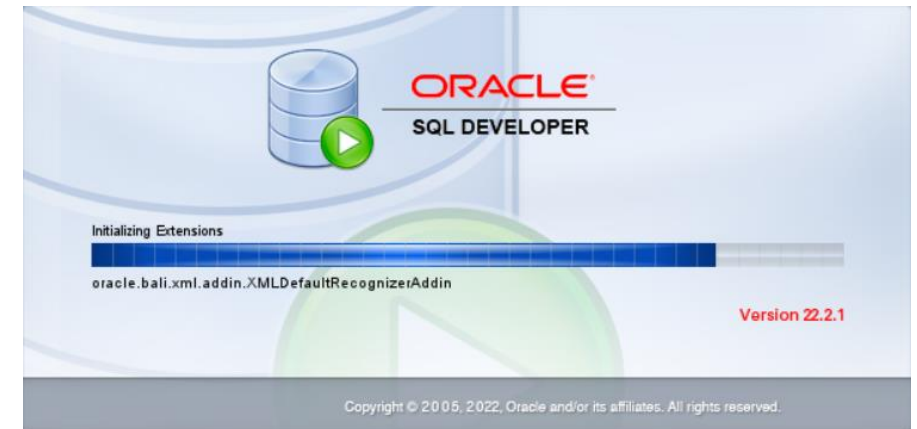 ORACLE®
SQL DEVELOPER
Initializing Extensions
oracle.bali.xml.addin.XMLDefaultRecognizerAddin
Version 22.2.1
Copyright © 2005, 2022, Oracle and/or its affiliates. All rights reserved.